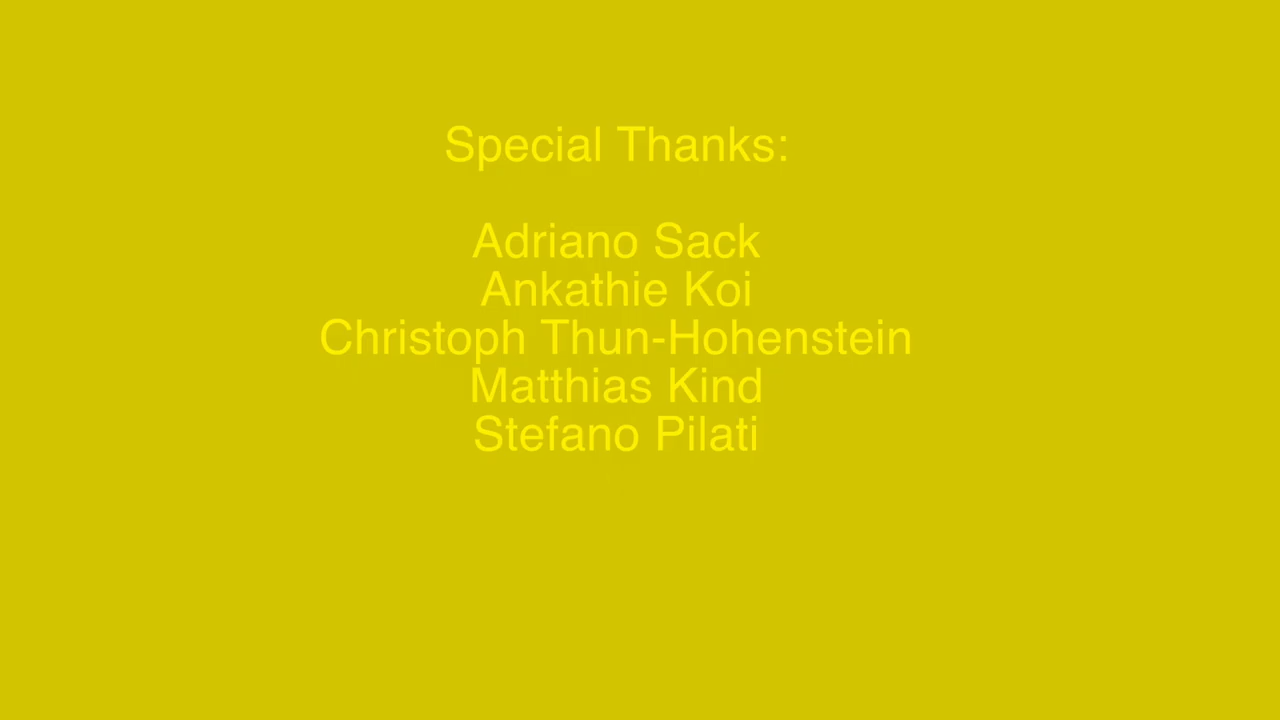 Special Thanks:
Adriano Sack
Ankathie Koi
Christoph Thun-Hohenstein
Matthias Kind
Stefano Pilati